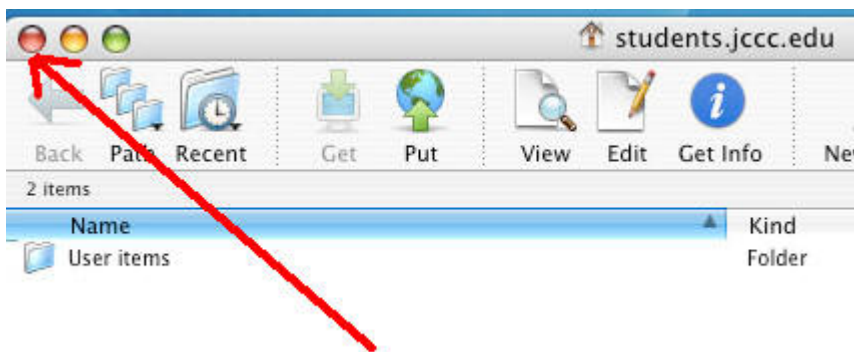 students.jccc.edu
Back Path Recent Get Put View Edit Get Info
2 items
Name Kind
User items Folder